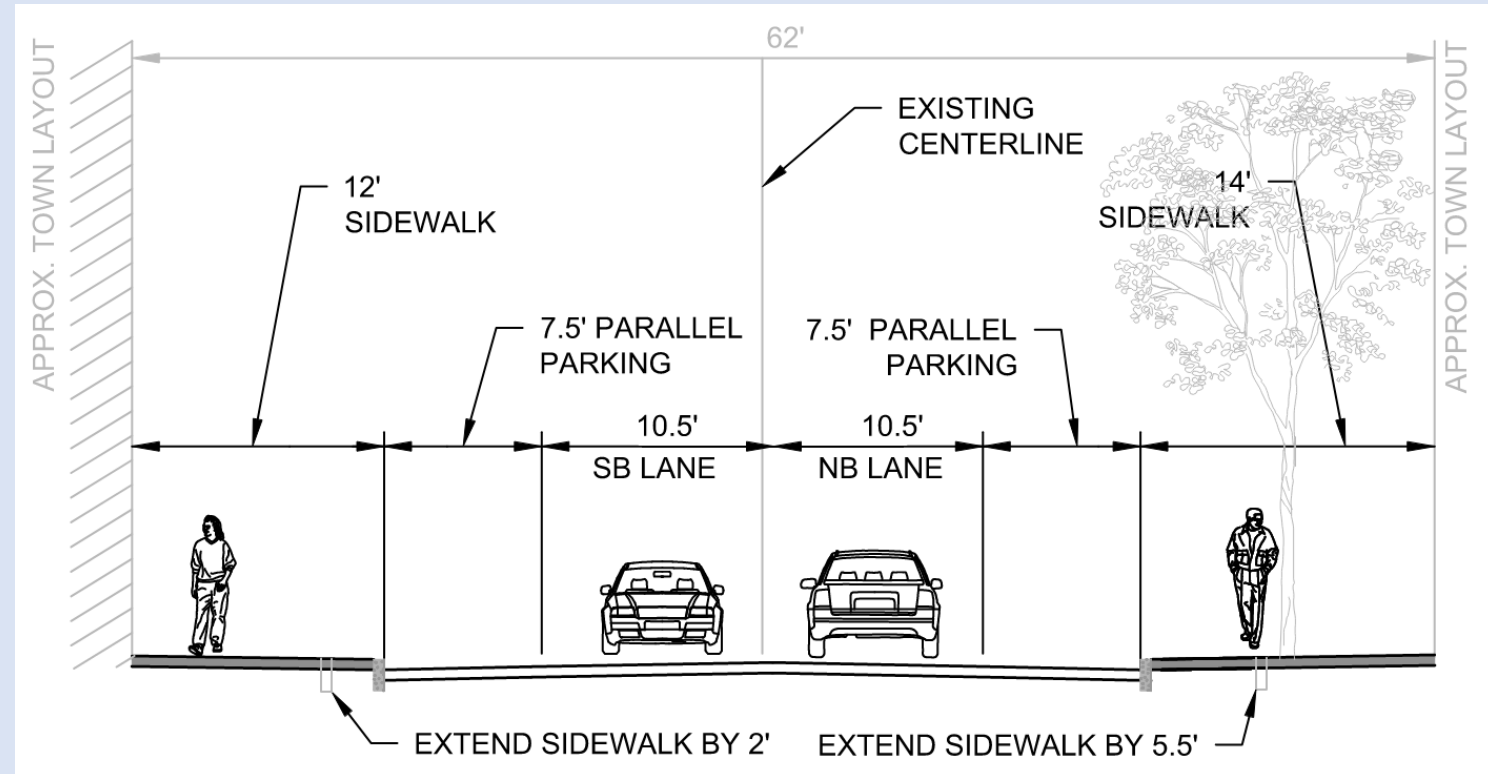 62'
APPROX. TOWN LAYOUT
APPROX. TOWN LAYOUT
EXISTING
CENTERLINE
12'
SIDEWALK
14'
SIDEWALK
7.5' PARALLEL
PARKING
7.5' PARALLEL
PARKING
10.5'
SB LANE
10.5'
NB LANE
EXTEND SIDEWALK BY 2'
EXTEND SIDEWALK BY 5.5'